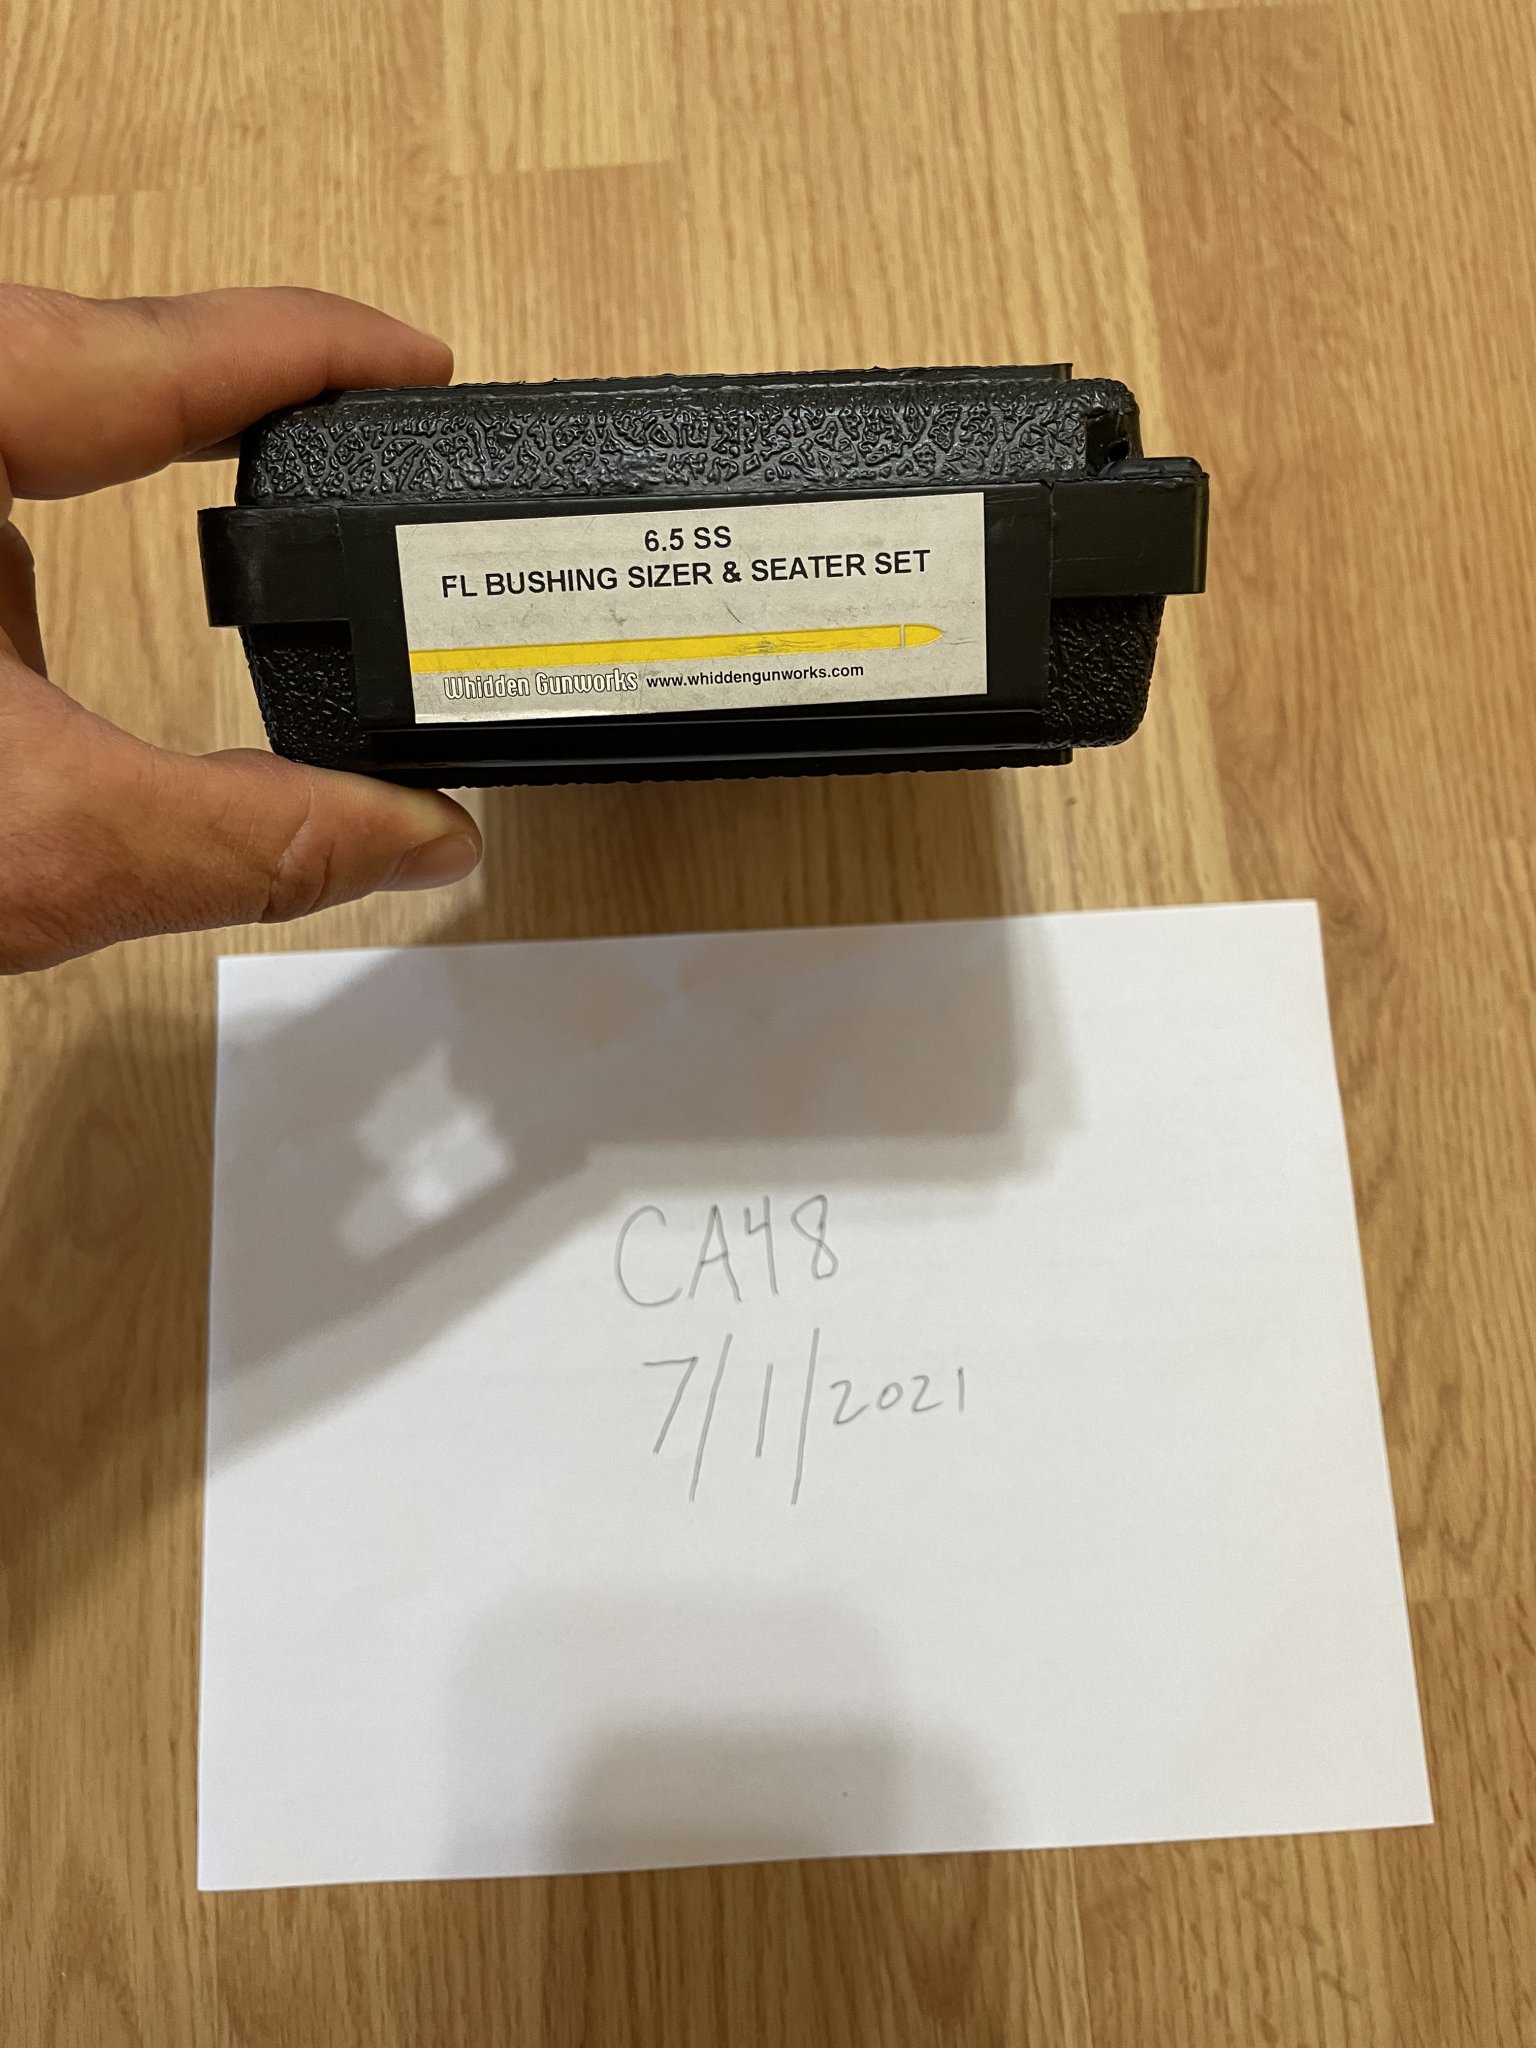 6.5 SS
FL BUSHING SIZER & SEATER SET
Whidden Gunworks www.whiddengunworks.com
CA48
7/1/2021